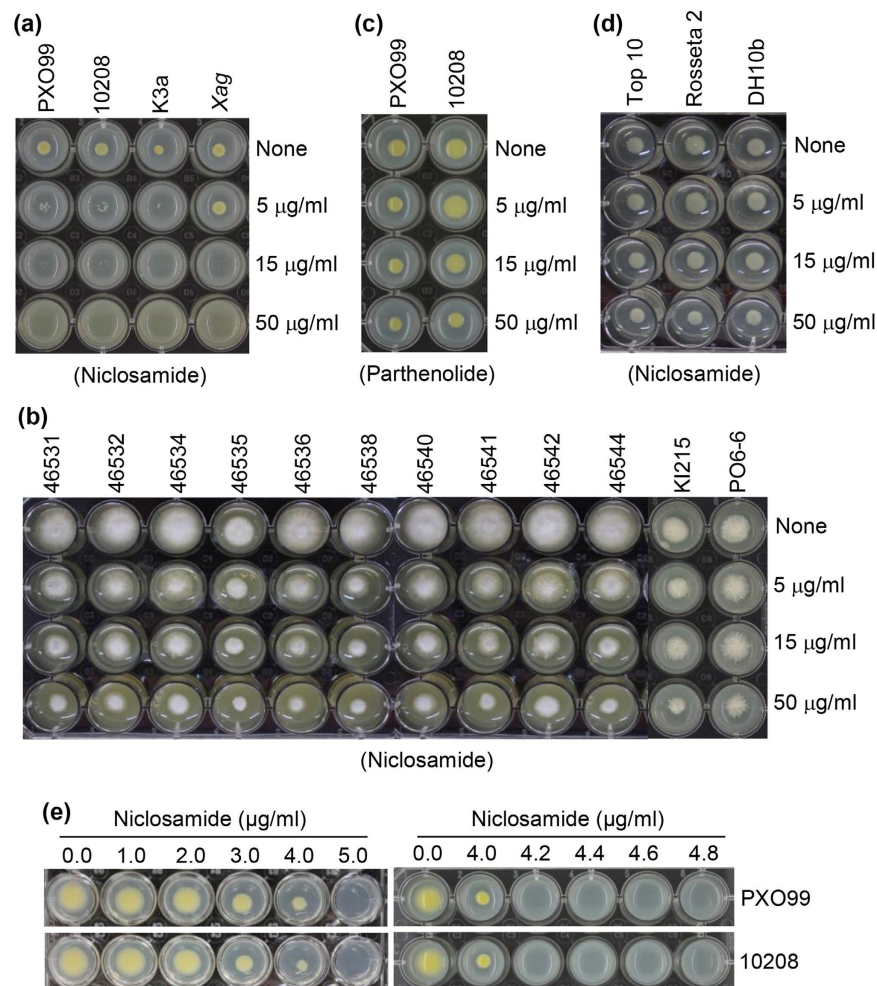 (a)
PXO99
10208
K3a
Xag
None
5 μg/ml
15 μg/ml
50 μg/ml
(Niclosamide)
(c)
PXO99
10208
None
5 μg/ml
15 μg/ml
50 μg/ml
(Parthenolide)
(d)
Top 10
Rosseta 2
DH10b
None
5 μg/ml
15 μg/ml
50 μg/ml
(Niclosamide)
(b)
46531
46532
46534
46535
46536
46538
46540
46541
46542
46544
KI215
PO6-6
None
5 μg/ml
15 μg/ml
50 μg/ml
(Niclosamide)
(e)
Niclosamide (μg/ml)
0.0 1.0 2.0 3.0 4.0 5.0
Niclosamide (μg/ml)
0.0 4.0 4.2 4.4 4.6 4.8
PXO99
10208